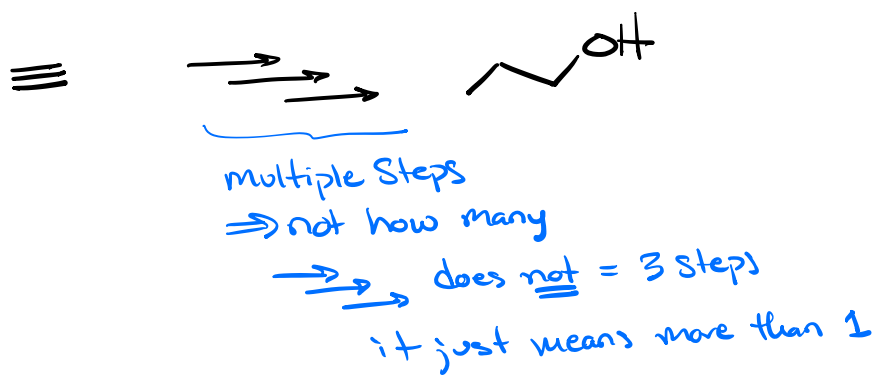 OH
multiple Steps
⇒ not how many
does not = 3 Steps
it just means more than 1